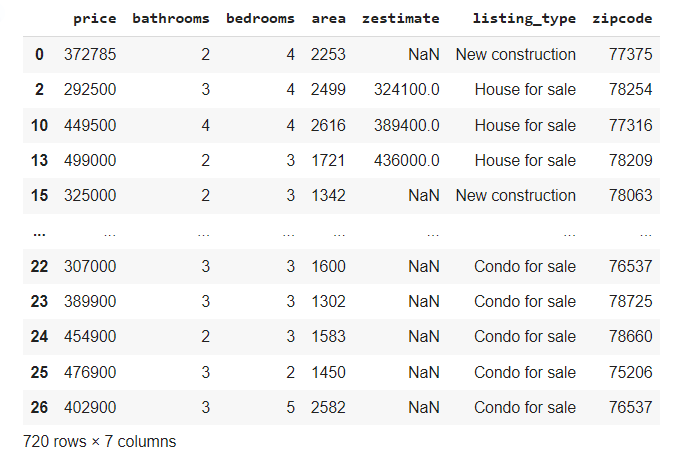 price bathrooms bedrooms area zestimate listing_type zipcode
0 372785 2 4 2253 NaN New construction 77375
2 292500 3 4 2499 324100.0 House for sale 78254
10 449500 4 4 2616 389400.0 House for sale 77316
13 499000 2 3 1721 436000.0 House for sale 78209
15 325000 2 3 1342 NaN New construction 78063
... ... ... ... ... ... ... ...
22 307000 3 3 1600 NaN Condo for sale 76537
23 389900 3 3 1302 NaN Condo for sale 78725
24 454900 2 3 1583 NaN Condo for sale 78660
25 476900 3 2 1450 NaN Condo for sale 75206
26 402900 3 5 2582 NaN Condo for sale 76537
720 rows × 7 columns